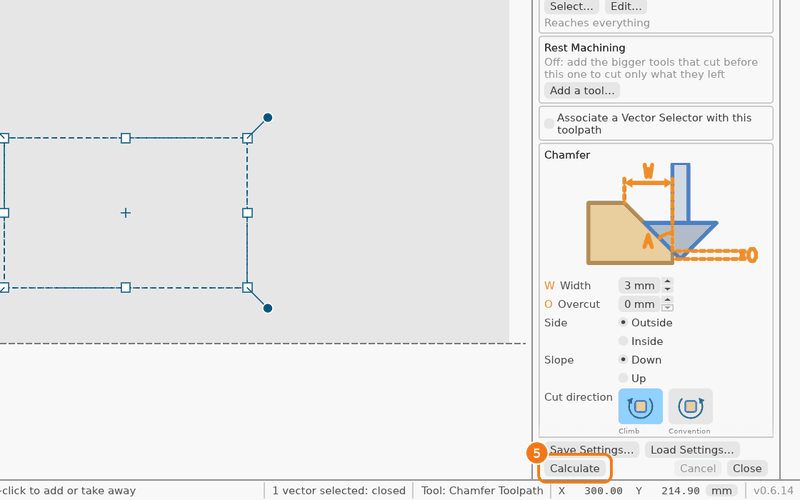 Select... Edit...
Reaches everything
Rest Machining
Off: add the bigger tools that cut before
this one to cut only what they left
Add a tool...
Associate a Vector Selector with this
toolpath
Chamfer
W
A
O
W Width 3 mm
O Overcut 0 mm
Side Outside
Inside
Slope Down
Up
Cut direction
Climb Convention
Save Settings... Load Settings...
5
Calculate Cancel Close
-click to add or take away 1 vector selected: closed Tool: Chamfer Toolpath X 300.00 Y 214.90 mm v0.6.14